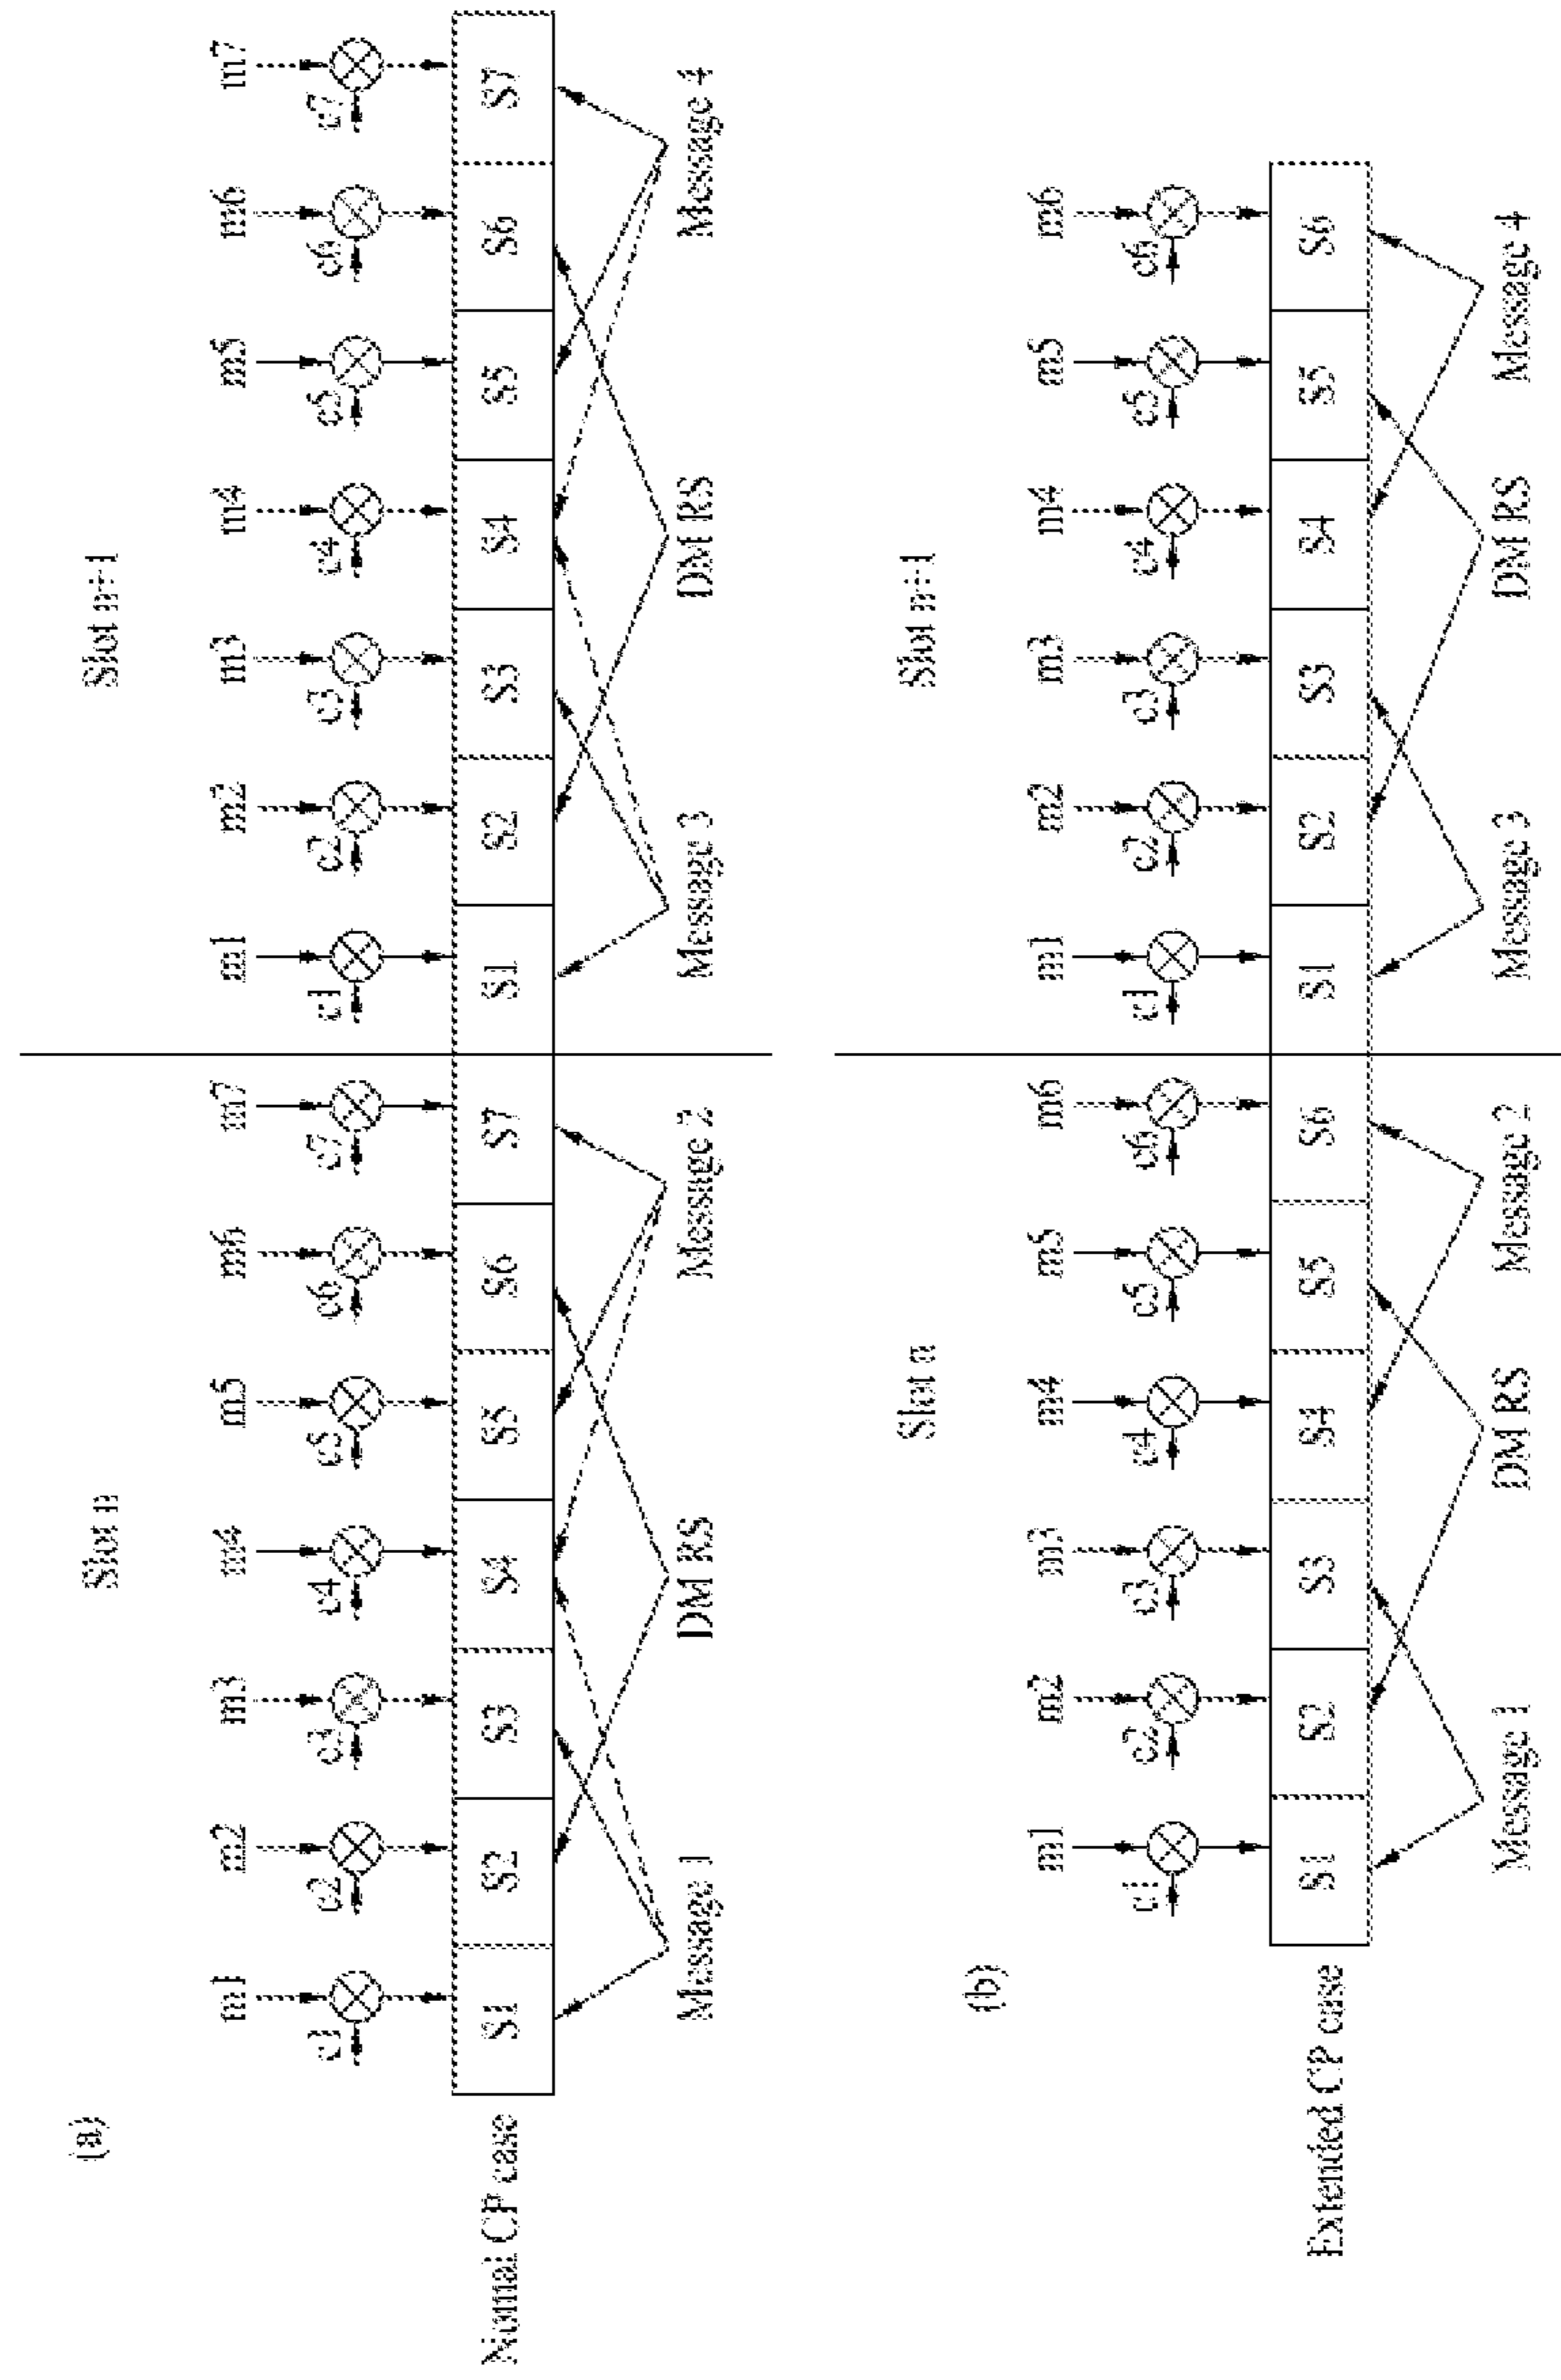 (a)
Slot n
Slot n+1
m1 m2 m3 m4 m5 m6 m7 m1 m2 m3 m4 m5 m6 m7
c1 c2 c3 c4 c5 c6 c7 c1 c2 c3 c4 c5 c6 c7
Normal CP case
S1 S2 S3 S4 S5 S6 S7 S1 S2 S3 S4 S5 S6 S7
Message 1 DM RS Message 2 Message 3 DM RS Message 4
(b)
Slot n
Slot n+1
m1 m2 m3 m4 m5 m6 m1 m2 m3 m4 m5 m6
c1 c2 c3 c4 c5 c6 c1 c2 c3 c4 c5 c6
S1 S2 S3 S4 S5 S6 S1 S2 S3 S4 S5 S6
Extended CP case
Message 1 DM RS Message 2 Message 3 DM RS Message 4